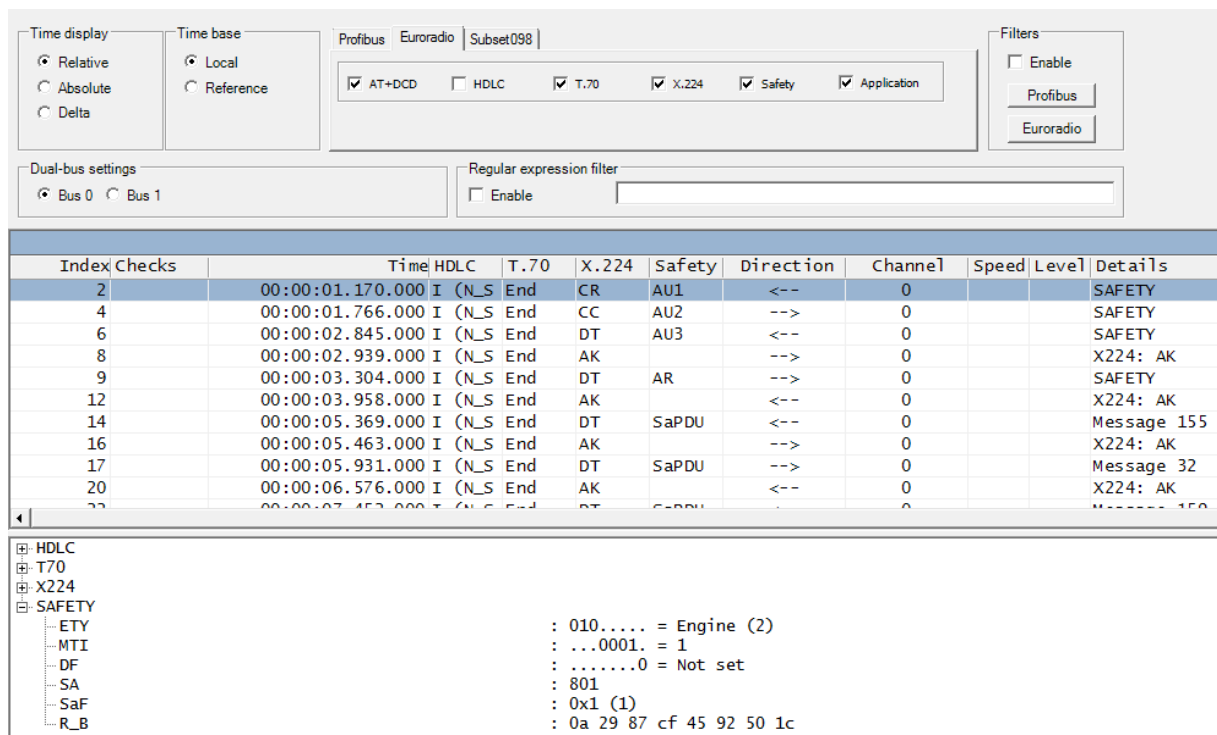 Time display Time base Profibus Euroradio Subset098 Filters
Relative Local Enable
Absolute Reference AT+DCD HDLC T.70 X.224 Safety Application Profibus
Delta Euroradio
Dual-bus settings Regular expression filter
Bus 0 Bus 1 Enable
Index Checks Time HDLC T.70 X.224 Safety Direction Channel Speed Level Details
2 00:00:01.170.000 I (N_S End CR AU1 <-- 0 SAFETY
4 00:00:01.766.000 I (N_S End CC AU2 --> 0 SAFETY
6 00:00:02.845.000 I (N_S End DT AU3 <-- 0 SAFETY
8 00:00:02.939.000 I (N_S End AK --> 0 X224: AK
9 00:00:03.304.000 I (N_S End DT AR --> 0 SAFETY
12 00:00:03.958.000 I (N_S End AK <-- 0 X224: AK
14 00:00:05.369.000 I (N_S End DT SaPDU <-- 0 Message 155
16 00:00:05.463.000 I (N_S End AK --> 0 X224: AK
17 00:00:05.931.000 I (N_S End DT SaPDU --> 0 Message 32
20 00:00:06.576.000 I (N_S End AK <-- 0 X224: AK
HDLC
T70
X224
SAFETY
ETY : 010..... = Engine (2)
MTI : ...0001. = 1
DF : .......0 = Not set
SA : 801
SaF : 0x1 (1)
R_B : 0a 29 87 cf 45 92 50 1c